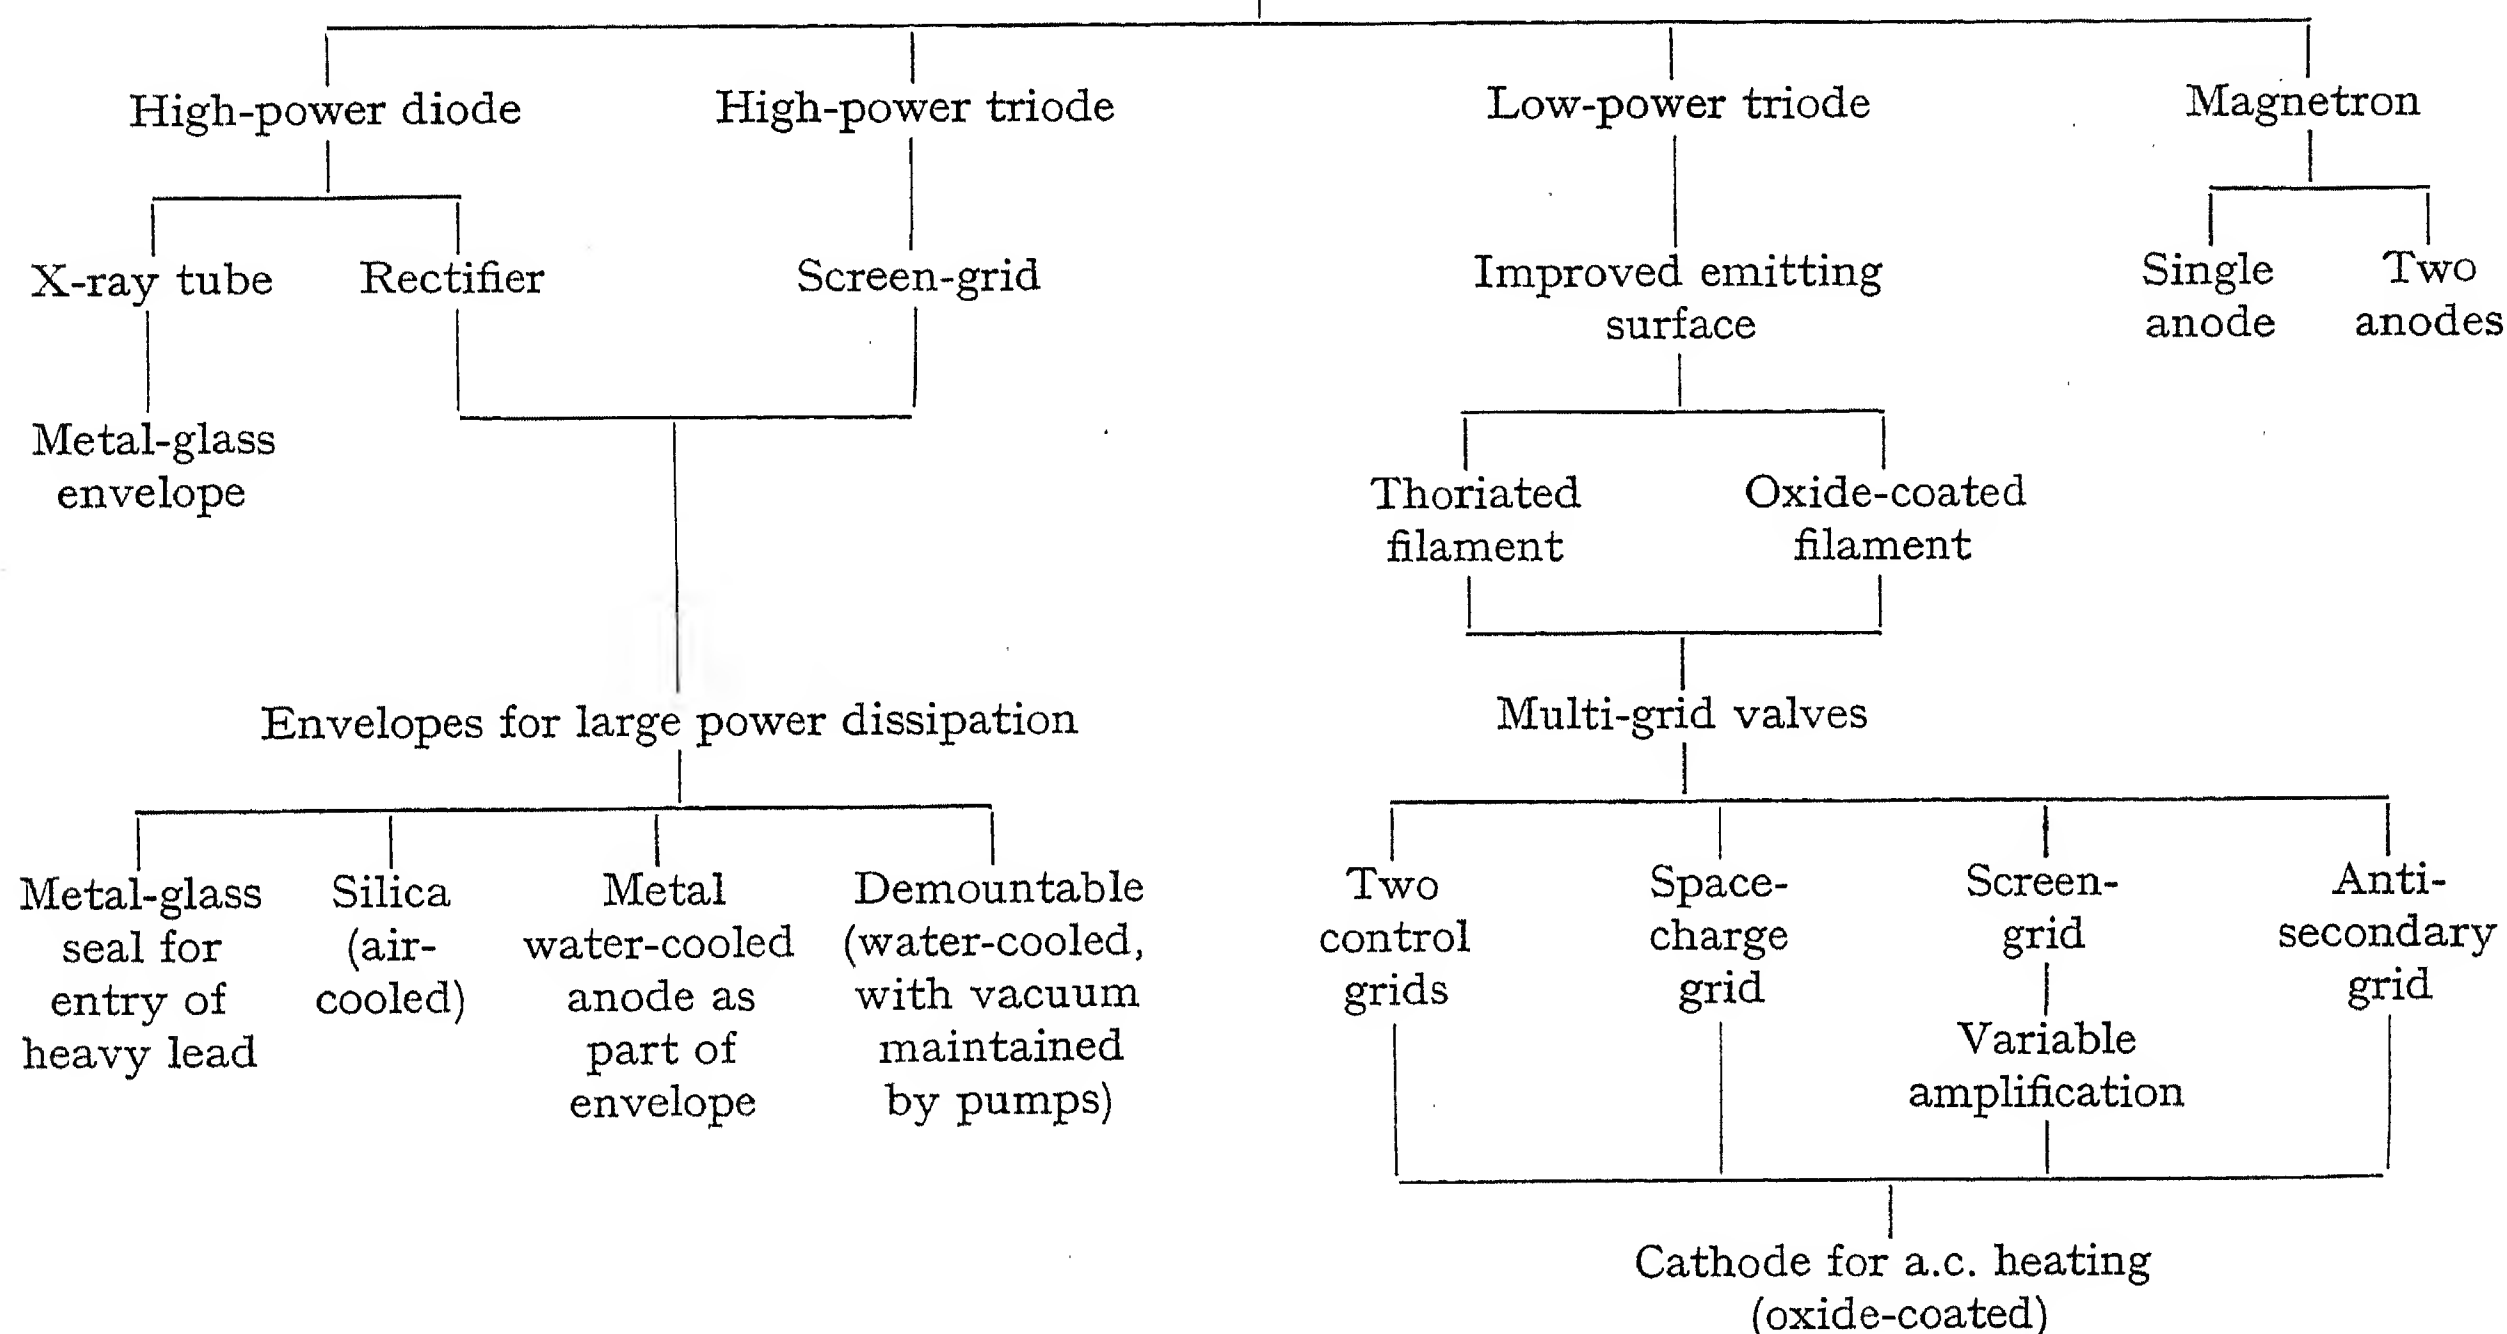 High-power diode
High-power triode
Low-power triode
Magnetron
X-ray tube
Rectifier
Screen-grid
Improved emitting
surface
Single
anode
Two
anodes
Metal-glass
envelope
Thoriated
filament
Oxide-coated
filament
Envelopes for large power dissipation
Multi-grid valves
Metal-glass
seal for
entry of
heavy lead
Silica
(air-
cooled)
Metal
water-cooled
anode as
part of
envelope
Demountable
(water-cooled,
with vacuum
maintained
by pumps)
Two
control
grids
Space-
charge
grid
Screen-
grid
Variable
amplification
Anti-
secondary
grid
Cathode for a.c. heating
(oxide-coated)